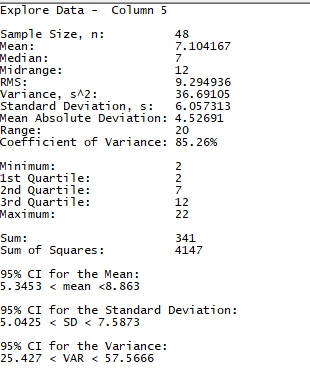 Explore Data - Column 5
Sample Size, n: 48
Mean: 7.104167
Median: 7
Midrange: 12
RMS: 9.294936
Variance, s^2: 36.69105
Standard Deviation, s: 6.057313
Mean Absolute Deviation: 4.52691
Range: 20
Coefficient of Variance: 85.26%
Minimum: 2
1st Quartile: 2
2nd Quartile: 7
3rd Quartile: 12
Maximum: 22
Sum: 341
Sum of Squares: 4147
95% CI for the Mean:
5.3453 < mean <8.863
95% CI for the Standard Deviation:
5.0425 < SD < 7.5873
95% CI for the Variance:
25.427 < VAR < 57.5666